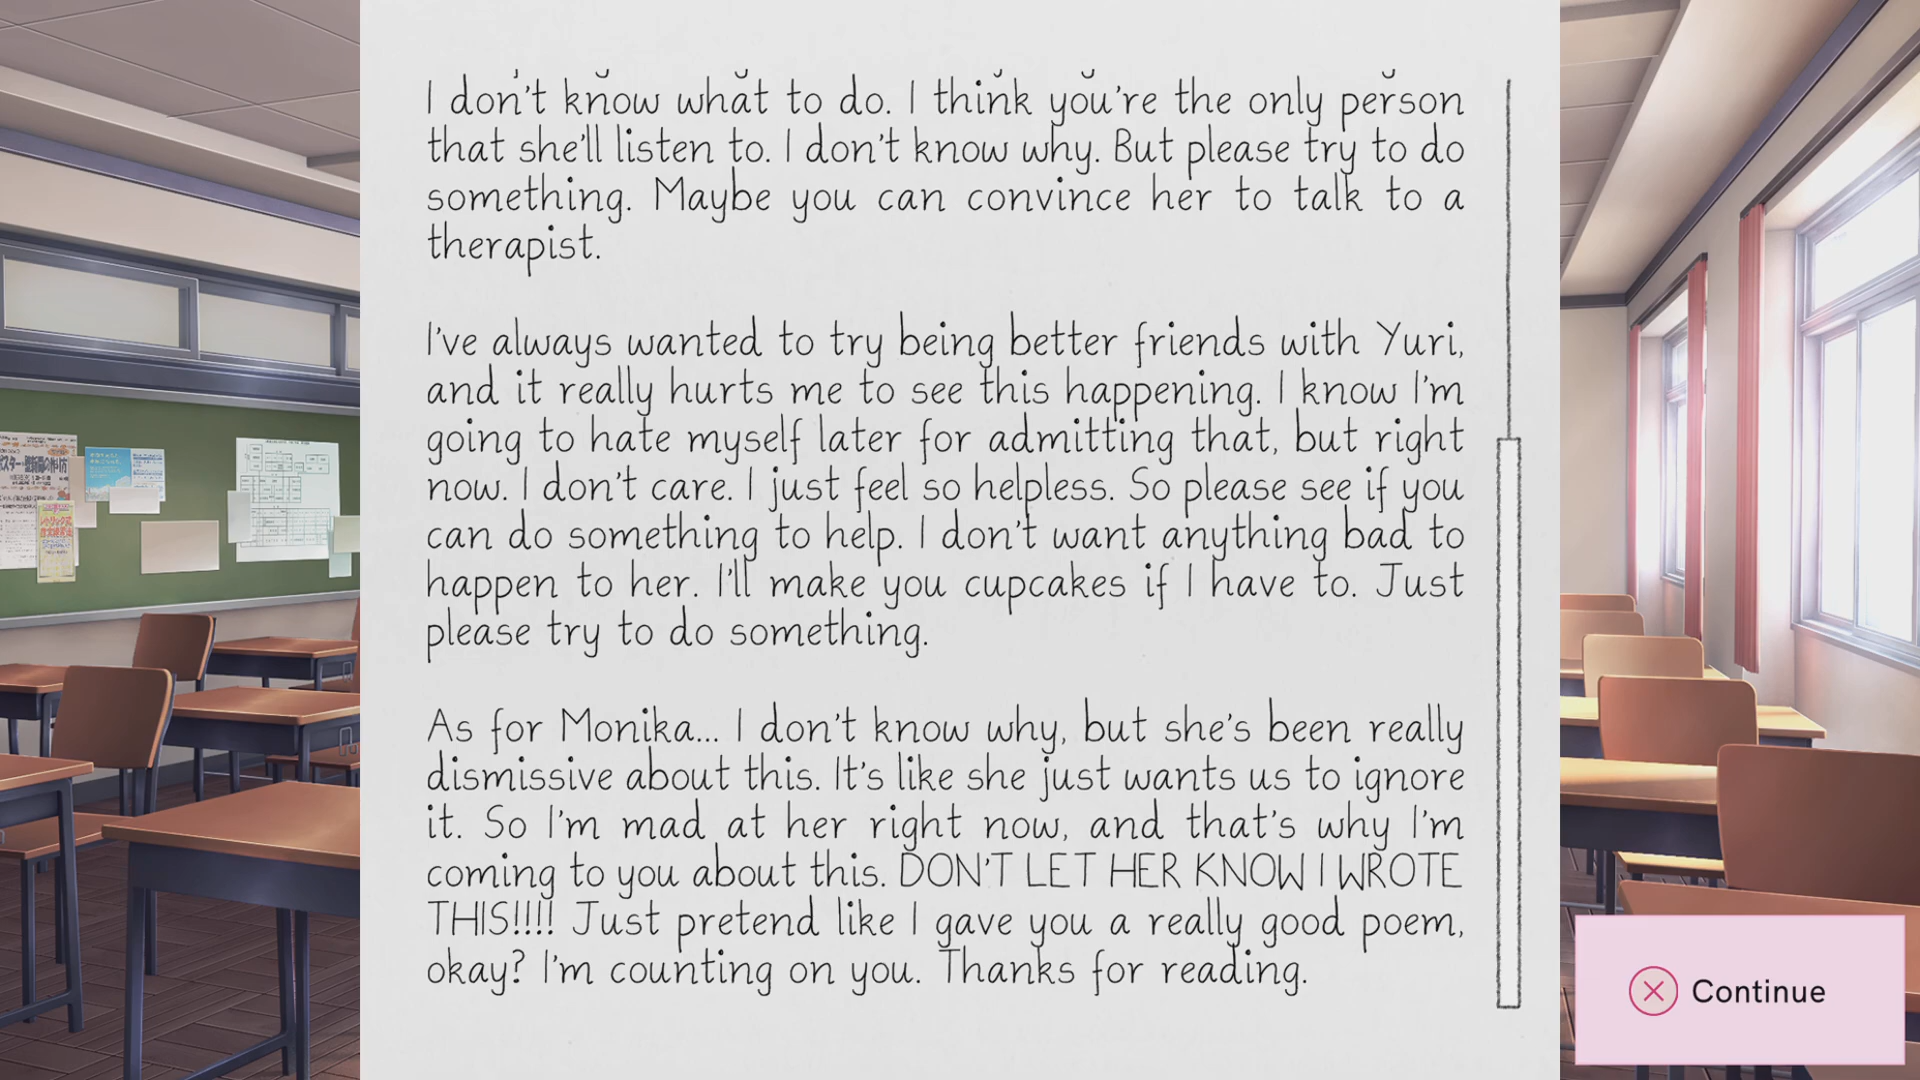 I don't know what to do. I think you're the only person
that she'll listen to. I don't know why. But please try to do
something. Maybe you can convince her to talk to a
therapist.
I've always wanted to try being better friends with Yuri,
and it really hurts me to see this happening. I know I'm
going to hate myself later for admitting that, but right
now. I don't care. I just feel so helpless. So please see if you
can do something to help. I don't want anything bad to
happen to her. I'll make you cupcakes if I have to. Just
please try to do something.
As for Monika... I don't know why, but she's been really
dismissive about this. It's like she just wants us to ignore
it. So I'm mad at her right now, and that's why I'm
coming to you about this. DON'T LET HER KNOW I WROTE
THIS!!!! Just pretend like I gave you a really good poem,
okay? I'm counting on you. Thanks for reading.
Continue